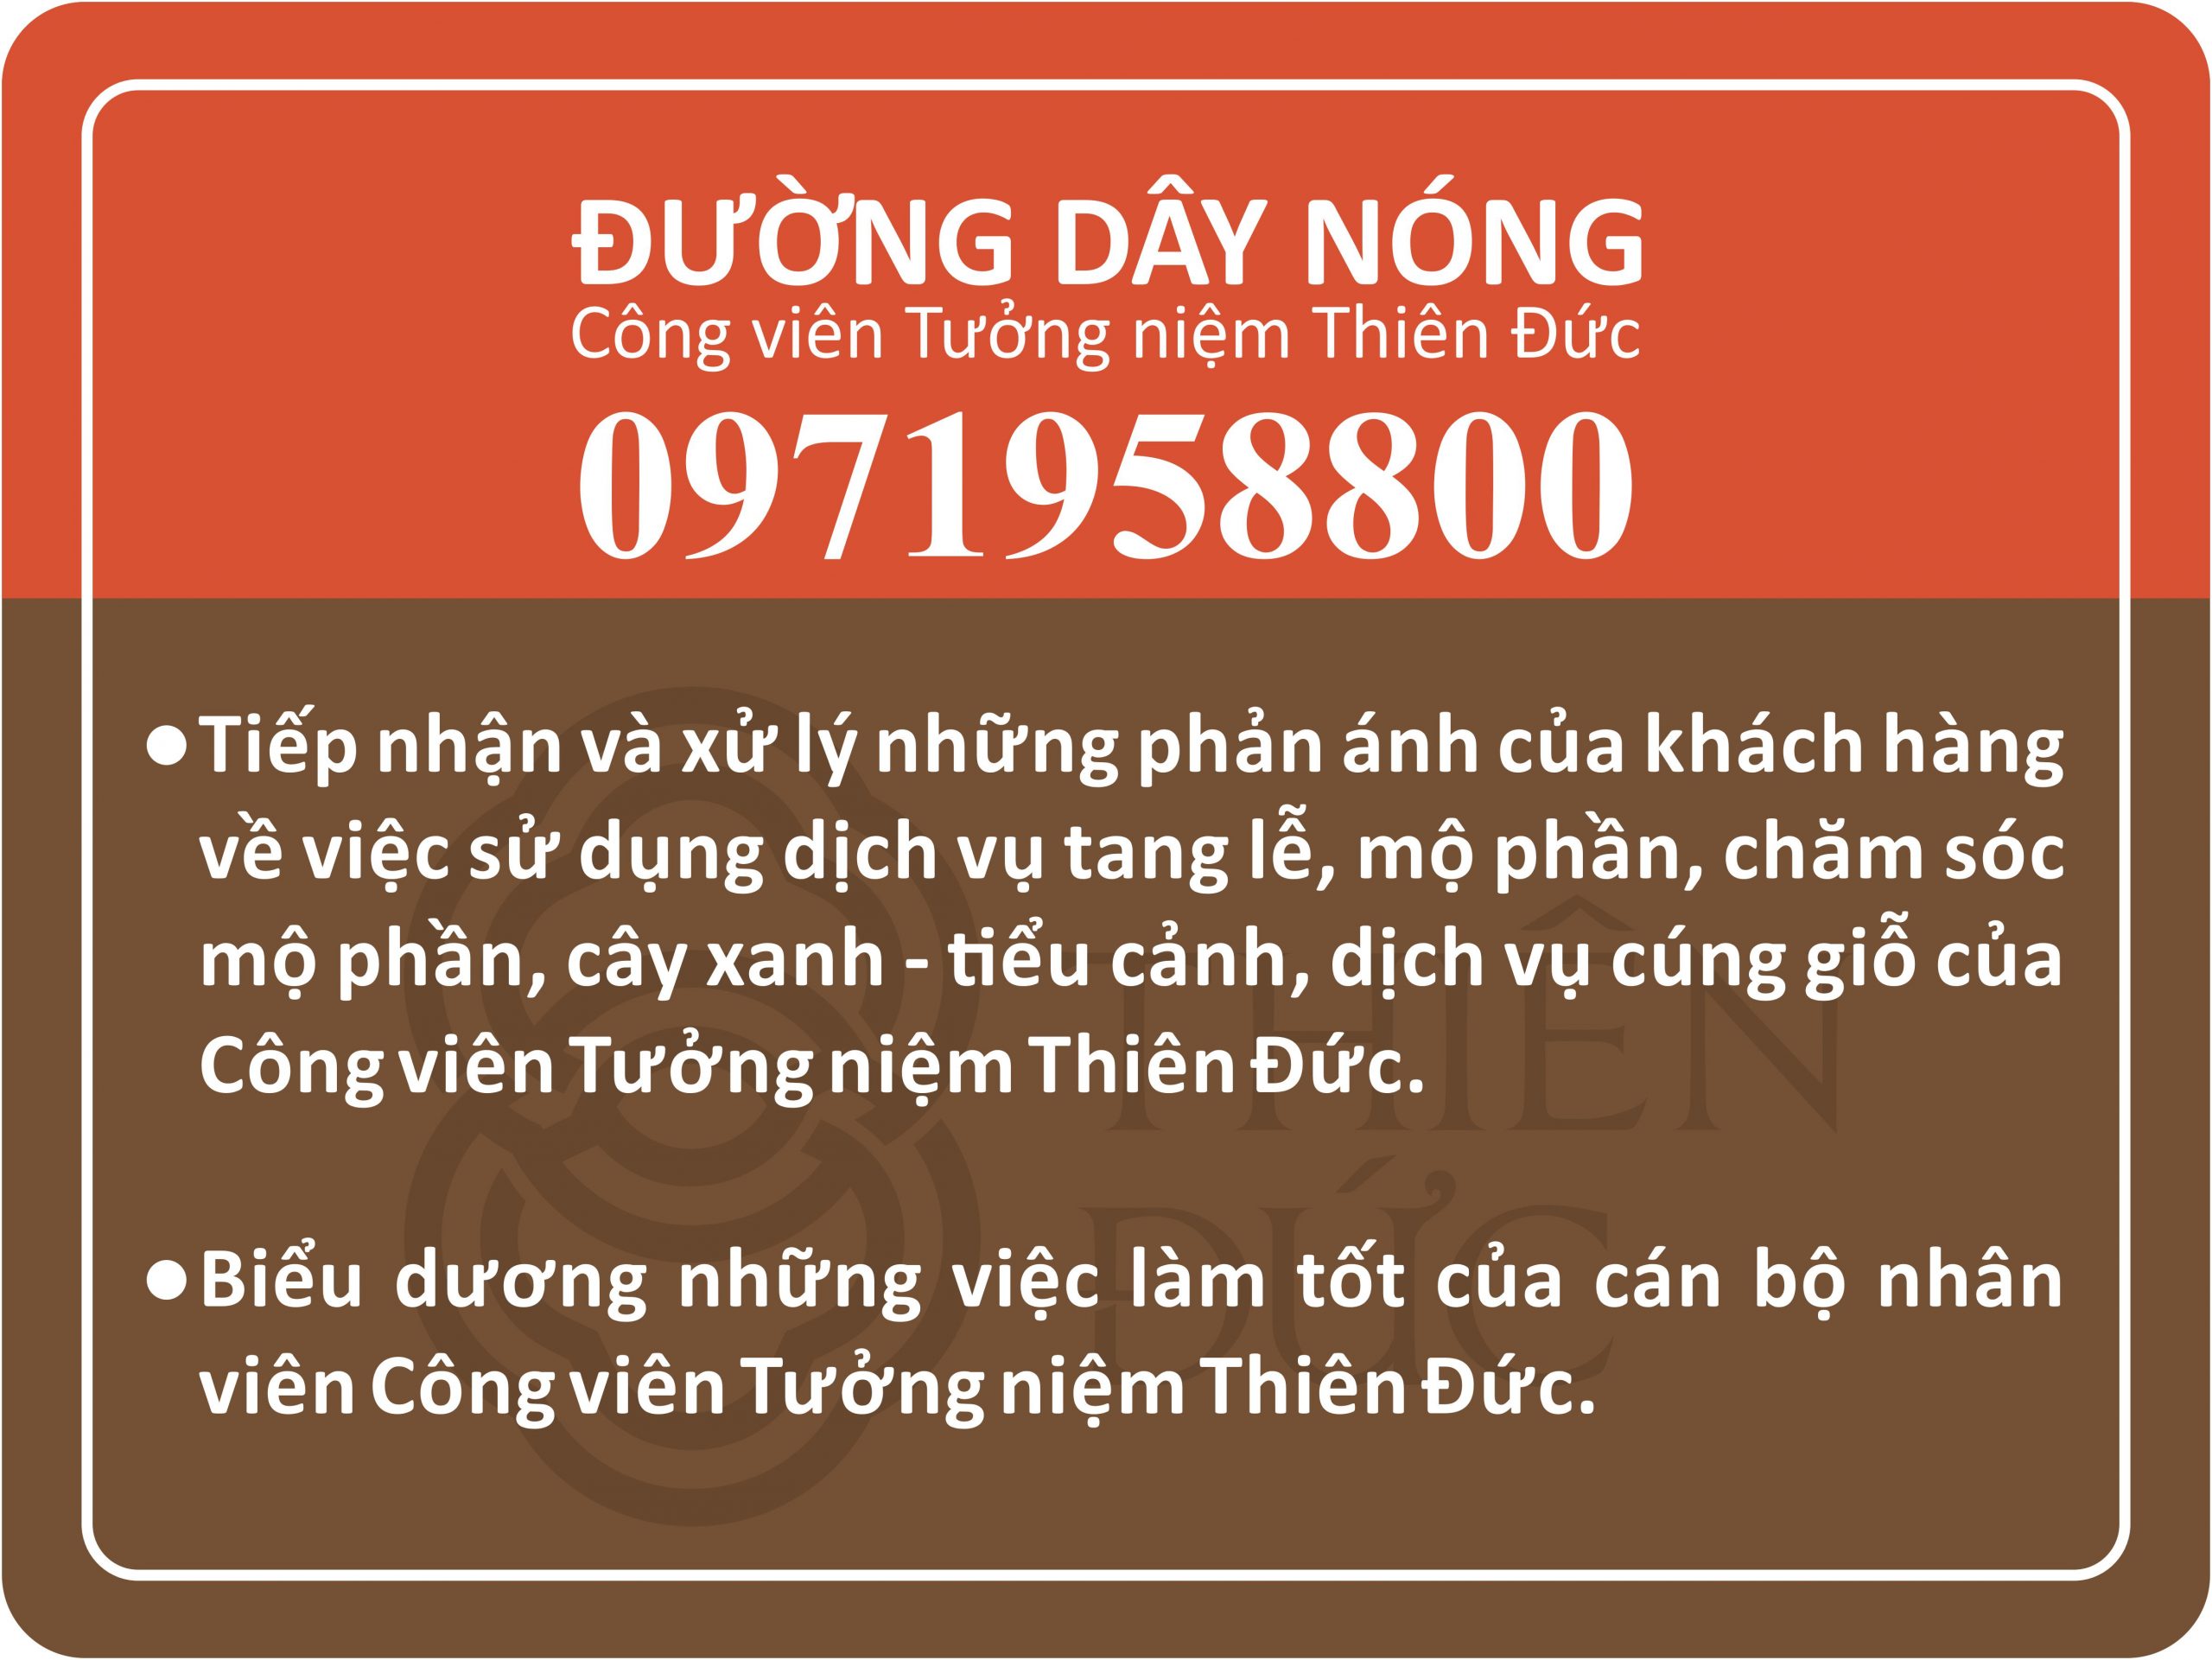 ĐƯỜNG DÂY NÓNG
Công viên Tưởng niệm Thiên Đức
0971958800
●Tiếp nhận và xử lý những phản ánh của khách hàng
về việc sử dụng dịch vụ tang lễ, mộ phần, chăm sóc
mộ phần, cây xanh - tiểu cảnh, dịch vụ cúng giỗ của
Công viên Tưởng niệm Thiên Đức.
THIÊN
ĐỨC
●Biểu dương những việc làm tốt của cán bộ nhân
viên Công viên Tưởng niệm Thiên Đức.